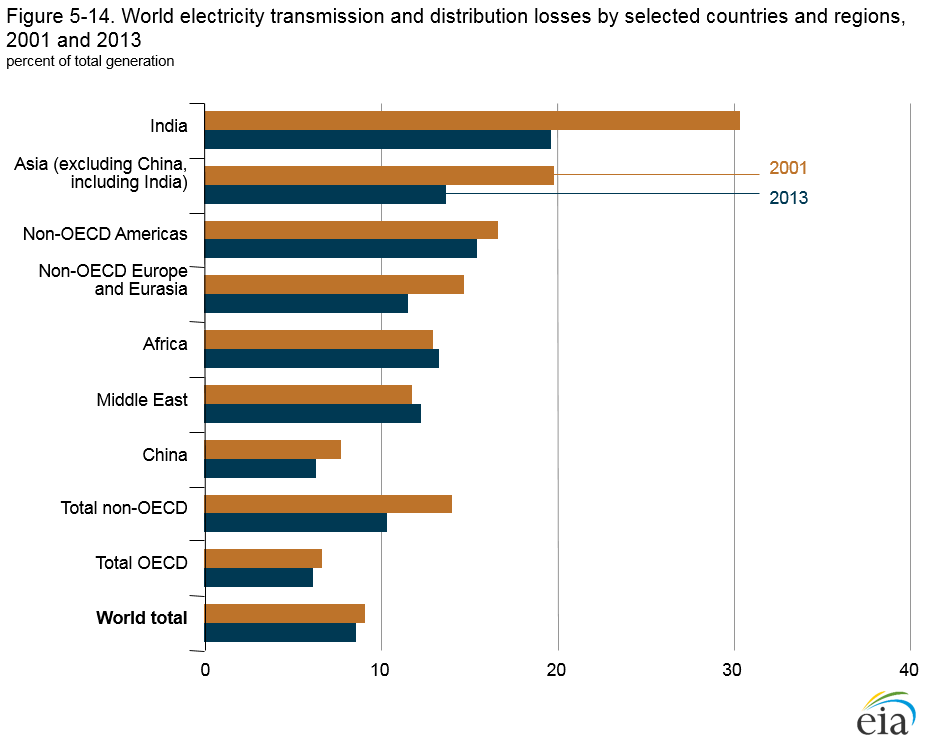 Figure 5-14. World electricity transmission and distribution losses by selected countries and regions,
2001 and 2013
percent of total generation
India
Asia (excluding China,
including India)
2001
2013
Non-OECD Americas
Non-OECD Europe
and Eurasia
Africa
Middle East
China
Total non-OECD
Total OECD
World total
0 10 20 30 40
eia